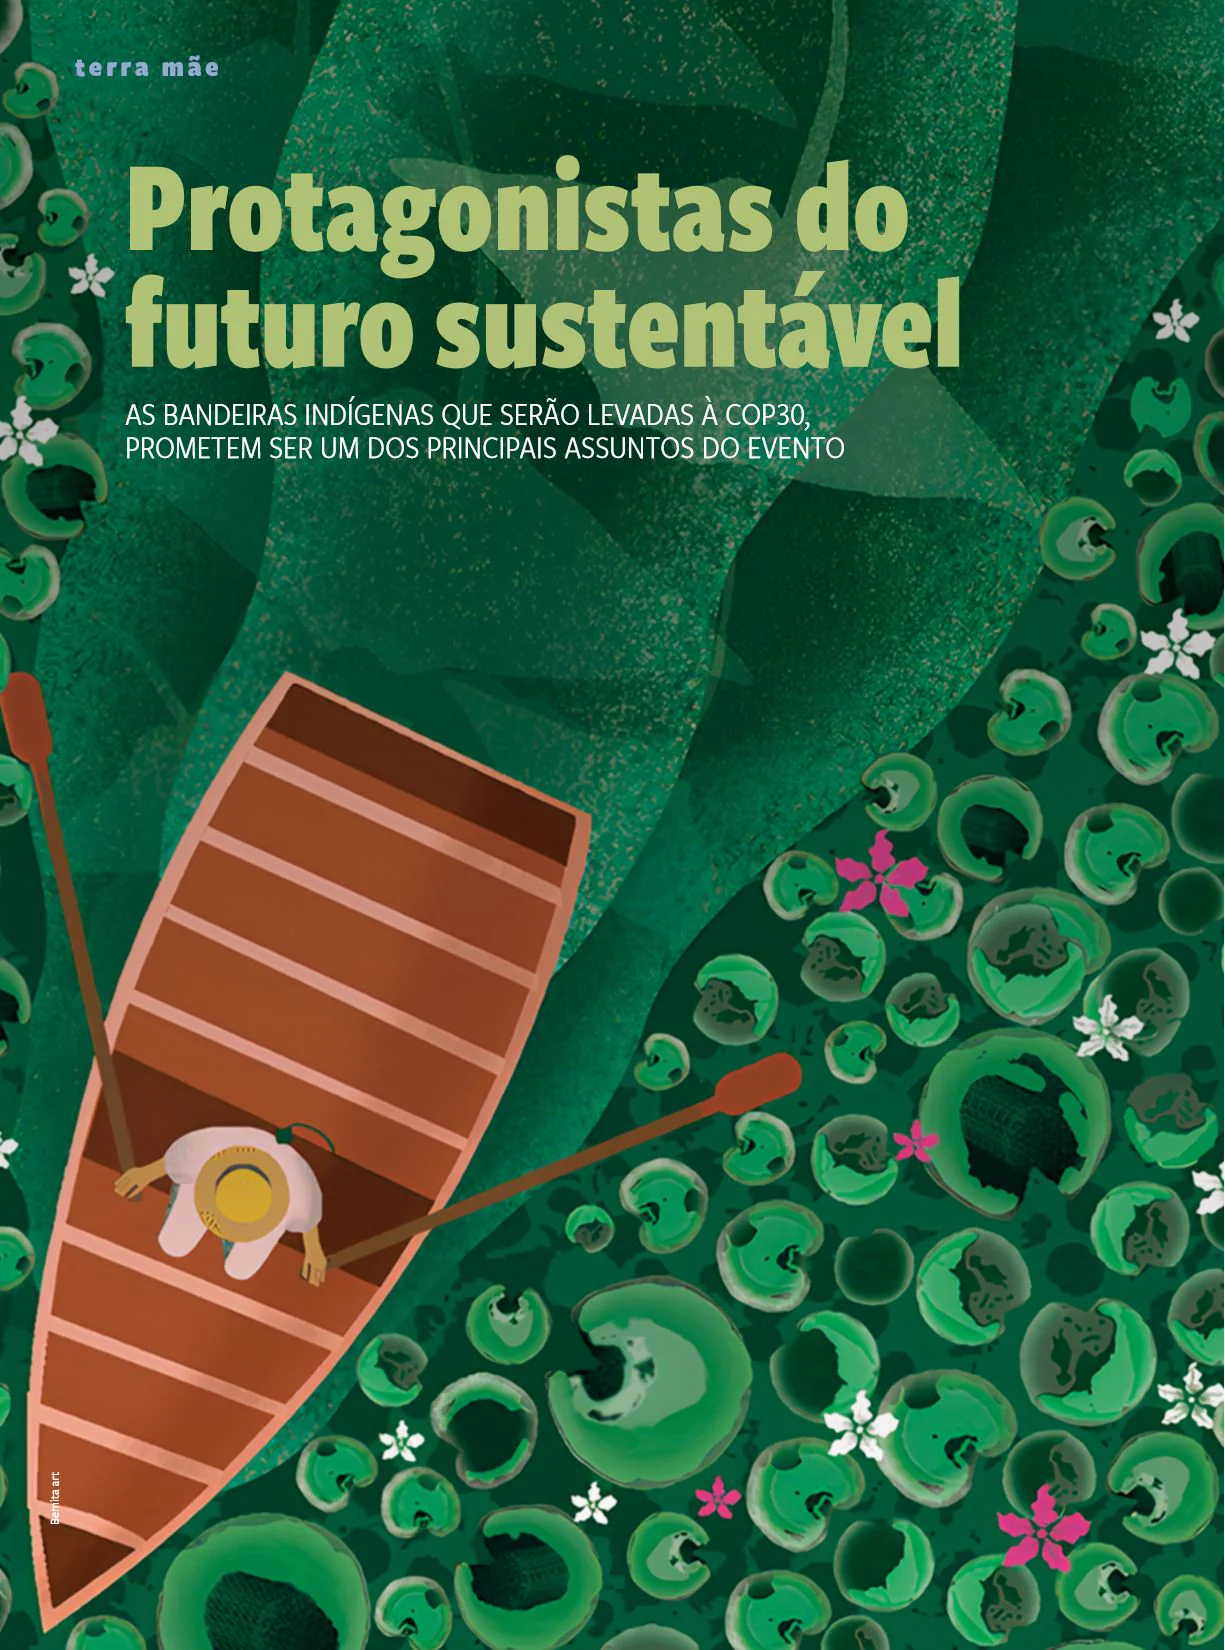 terra mãe
Protagonistas do
futuro sustentável
AS BANDEIRAS INDÍGENAS QUE SERÃO LEVADAS À COP30,
PROMETEM SER UM DOS PRINCIPAIS ASSUNTOS DO EVENTO
Bemita art